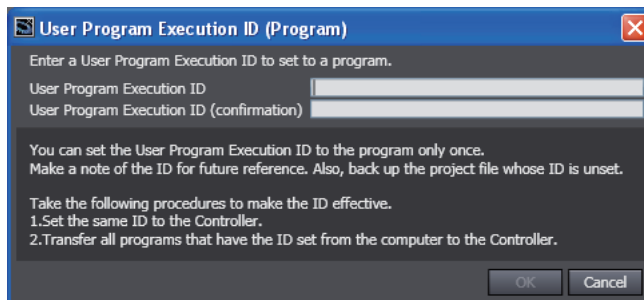 User Program Execution ID (Program)
Enter a User Program Execution ID to set to a program.
User Program Execution ID
User Program Execution ID (confirmation)
You can set the User Program Execution ID to the program only once.
Make a note of the ID for future reference. Also, back up the project file whose ID is unset.
Take the following procedures to make the ID effective.
1.Set the same ID to the Controller.
2.Transfer all programs that have the ID set from the computer to the Controller.
OK Cancel